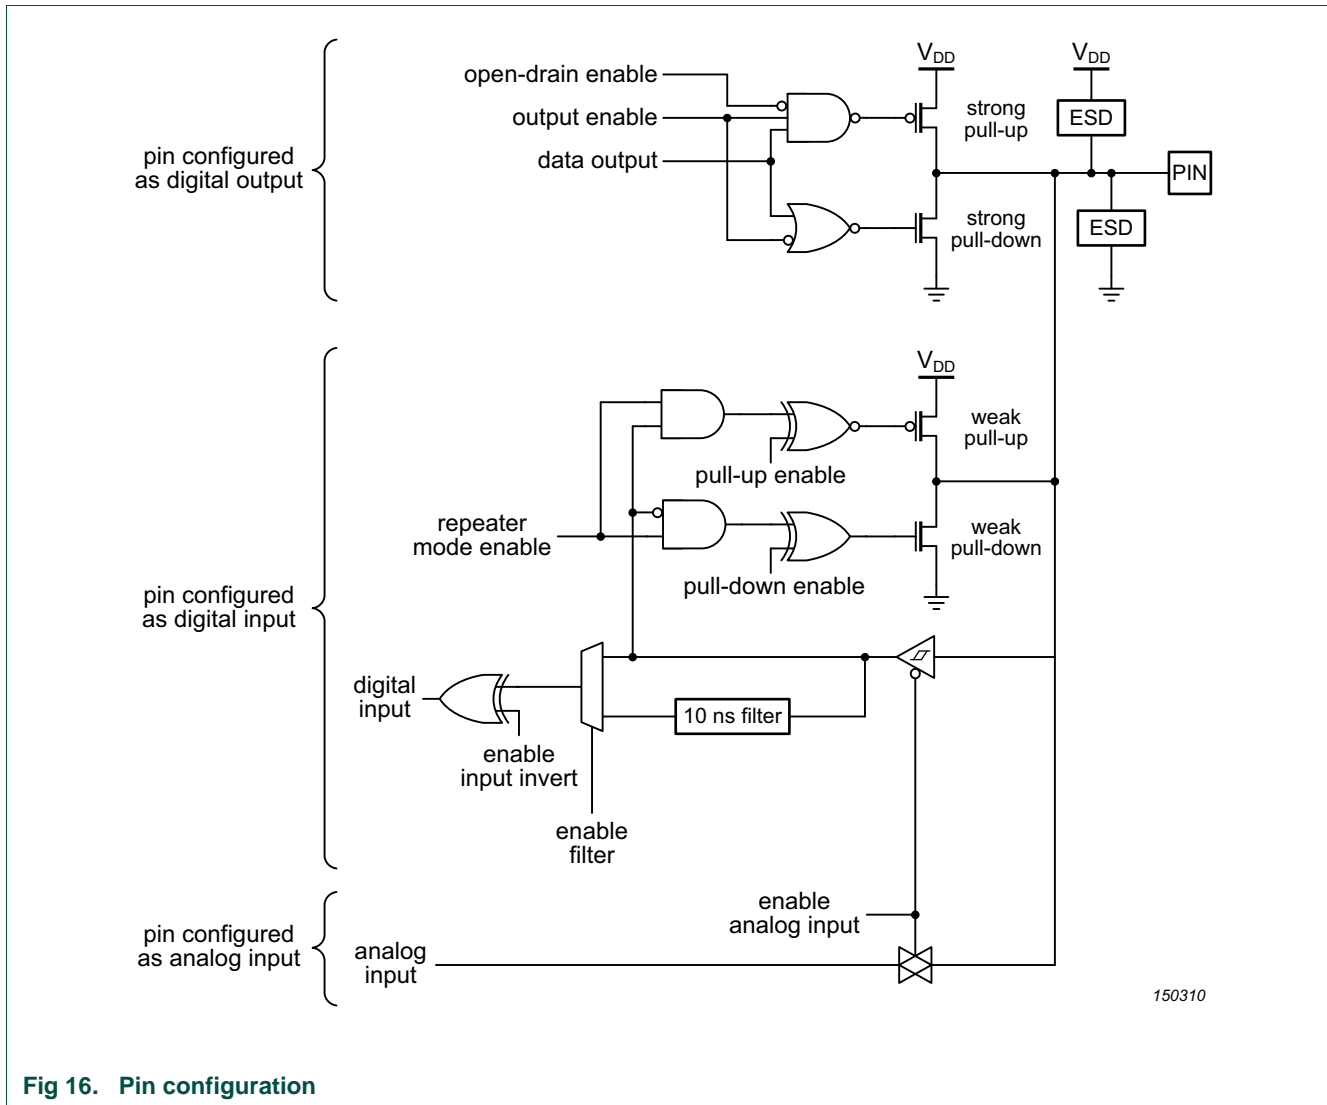 open-drain enable
output enable
data output
pin configured
as digital output
VDD
strong
pull-up
strong
pull-down
VDD
ESD
ESD
PIN
VDD
weak
pull-up
pull-up enable
repeater
mode enable
weak
pull-down
pull-down enable
pin configured
as digital input
digital
input
10 ns filter
enable
input invert
enable
filter
enable
analog input
pin configured
as analog input
analog
input
150310
Fig 16. Pin configuration